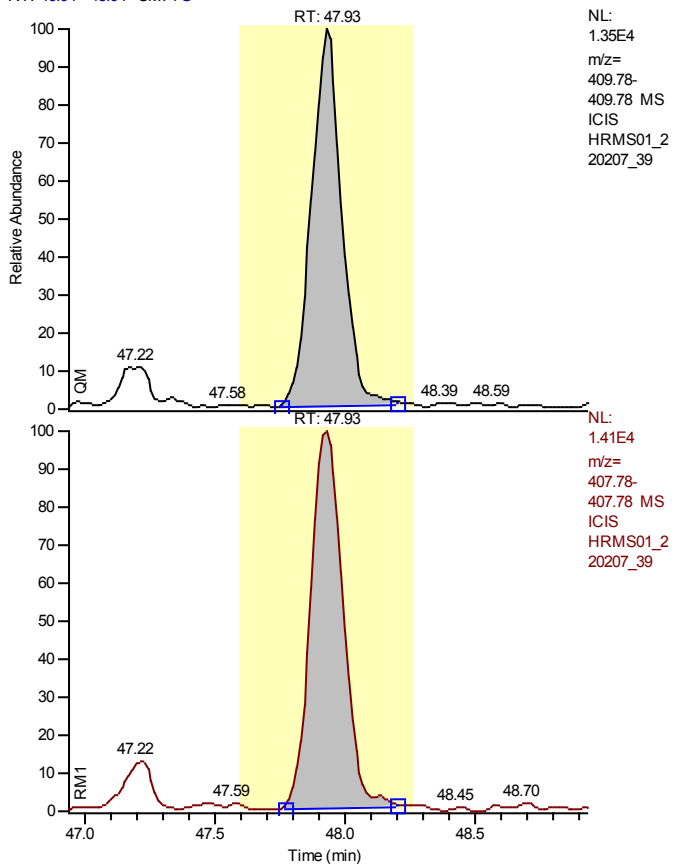 RT: 47.93
NL:
1.35E4
m/z=
409.78-
409.78 MS
ICIS
HRMS01_2
20207_39
100
90
80
70
60
50
40
30
20
10
0
Relative Abundance
QM
47.22
47.58
48.39
48.59
RT: 47.93
NL:
1.41E4
m/z=
407.78-
407.78 MS
ICIS
HRMS01_2
20207_39
100
90
80
70
60
50
40
30
20
10
0
RM1
47.22
47.59
48.45
48.70
47.0
47.5
48.0
48.5
Time (min)